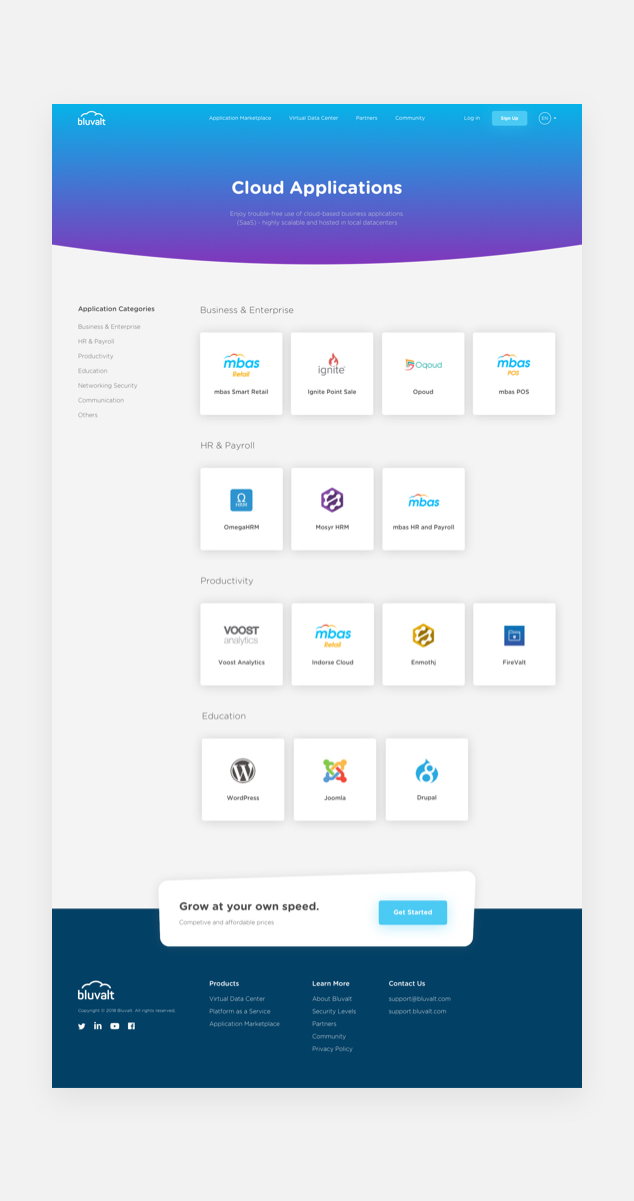 bluvalt
Application Marketplace
Virtual Data Center
Partners
Community
Log in
Sign Up
EN
Cloud Applications
Enjoy trouble-free use of cloud-based business applications
(SaaS) - highly scalable and hosted in local datacenters
Application Categories
Business & Enterprise
HR & Payroll
Productivity
Education
Networking Security
Communication
Others
Business & Enterprise
mbas
Retail
mbas Smart Retail
ignite
Ignite Point Sale
Oqoud
Opoud
mbas
POS
mbas POS
HR & Payroll
Ω
HRM
OmegaHRM
Mosyr HRM
mbas
mbas HR and Payroll
Productivity
VOOST
analytics
Voost Analytics
mbas
Retail
Indorse Cloud
Enmothj
FireValt
Education
WordPress
Joomla
Drupal
Grow at your own speed.
Competive and affordable prices
Get Started
bluvalt
Copyright © 2018 Bluvalt. All rights reserved.
Products
Virtual Data Center
Platform as a Service
Application Marketplace
Learn More
About Bluvalt
Security Levels
Partners
Community
Privacy Policy
Contact Us
support@bluvalt.com
support.bluvalt.com